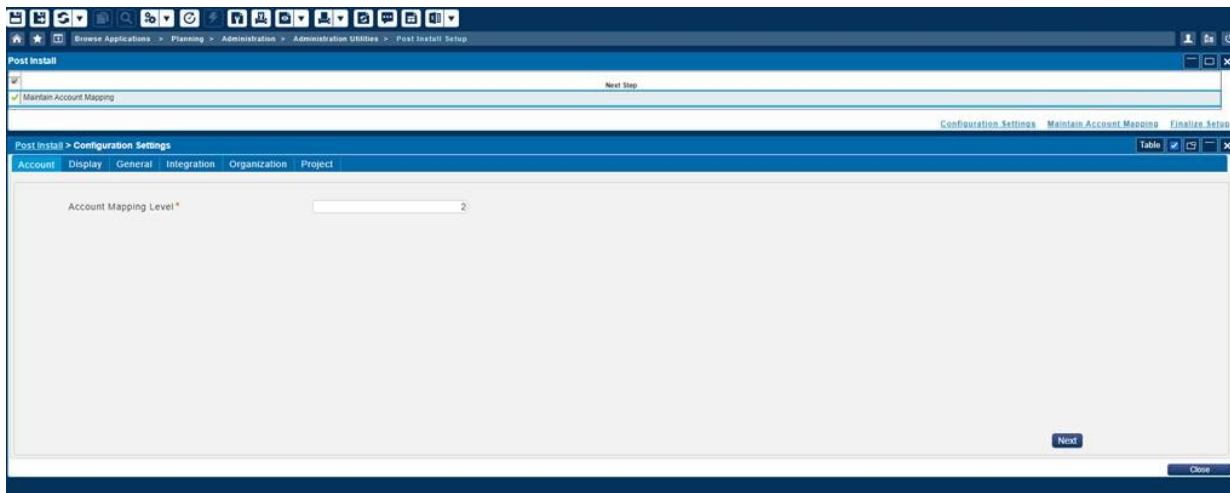 Browse Applications > Planning > Administration > Administration Utilities > Post Install Setup
Post Install
Next Step
Maintain Account Mapping
Configuration Settings Maintain Account Mapping Finalize Setup
Post Install > Configuration Settings Table
Account Display General Integration Organization Project
Account Mapping Level* 2
Next
Close